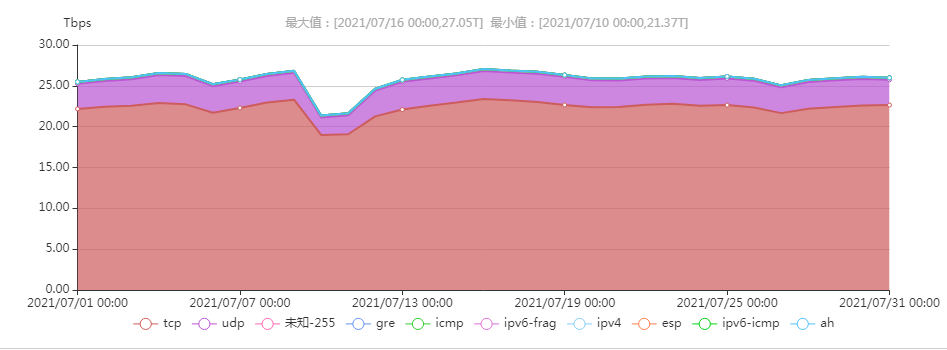 Tbps 最大值：[2021/07/16 00:00,27.05T] 最小值：[2021/07/10 00:00,21.37T]
30.00
25.00
20.00
15.00
10.00
5.00
0.00
2021/07/01 00:00 2021/07/07 00:00 2021/07/13 00:00 2021/07/19 00:00 2021/07/25 00:00 2021/07/31 00:00
tcp udp 未知-255 gre icmp ipv6-frag ipv4 esp ipv6-icmp ah